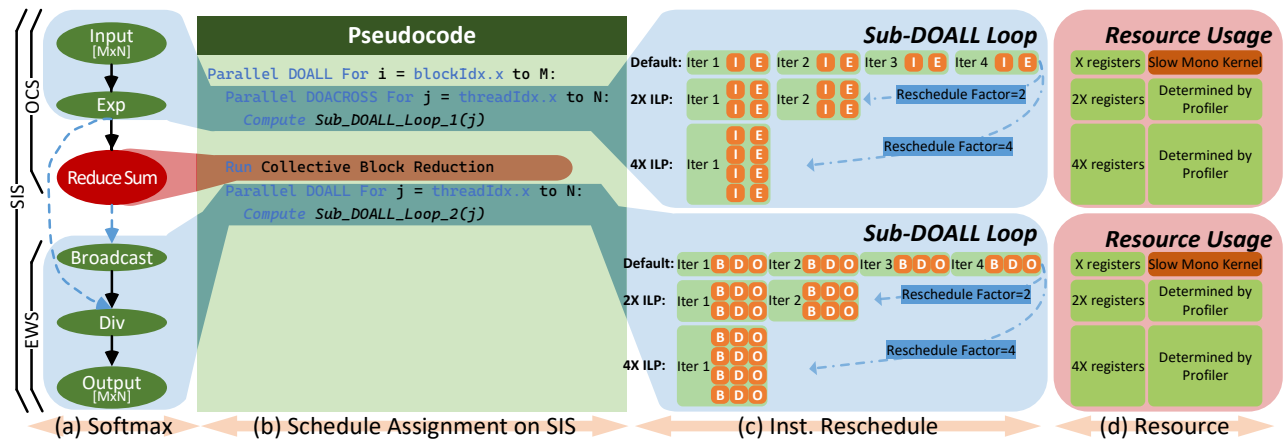 SIS
OCS
EWS
Input
[MxN]
Exp
Reduce Sum
Broadcast
Div
Output
[MxN]
(a) Softmax
Pseudocode
Parallel DOALL For i = blockIdx.x to M:
Parallel DOACROSS For j = threadIdx.x to N:
Compute Sub_DOALL_Loop_1(j)
Run Collective Block Reduction
Parallel DOALL For j = threadIdx.x to N:
Compute Sub_DOALL_Loop_2(j)
(b) Schedule Assignment on SIS
Sub-DOALL Loop
Default: Iter 1 I E Iter 2 I E Iter 3 I E Iter 4 I E
2X ILP: Iter 1 I E Iter 2 I E Reschedule Factor=2
I E I E
4X ILP: Iter 1 I E Reschedule Factor=4
I E
I E
I E
Sub-DOALL Loop
Default: Iter 1 B D O Iter 2 B D O Iter 3 B D O Iter 4 B D O
2X ILP: Iter 1 B D O Iter 2 B D O Reschedule Factor=2
B D O B D O
4X ILP: Iter 1 B D O Reschedule Factor=4
B D O
B D O
B D O
(c) Inst. Reschedule
Resource Usage
X registers Slow Mono Kernel
2X registers Determined by
Profiler
4X registers Determined by
Profiler
Resource Usage
X registers Slow Mono Kernel
2X registers Determined by
Profiler
4X registers Determined by
Profiler
(d) Resource